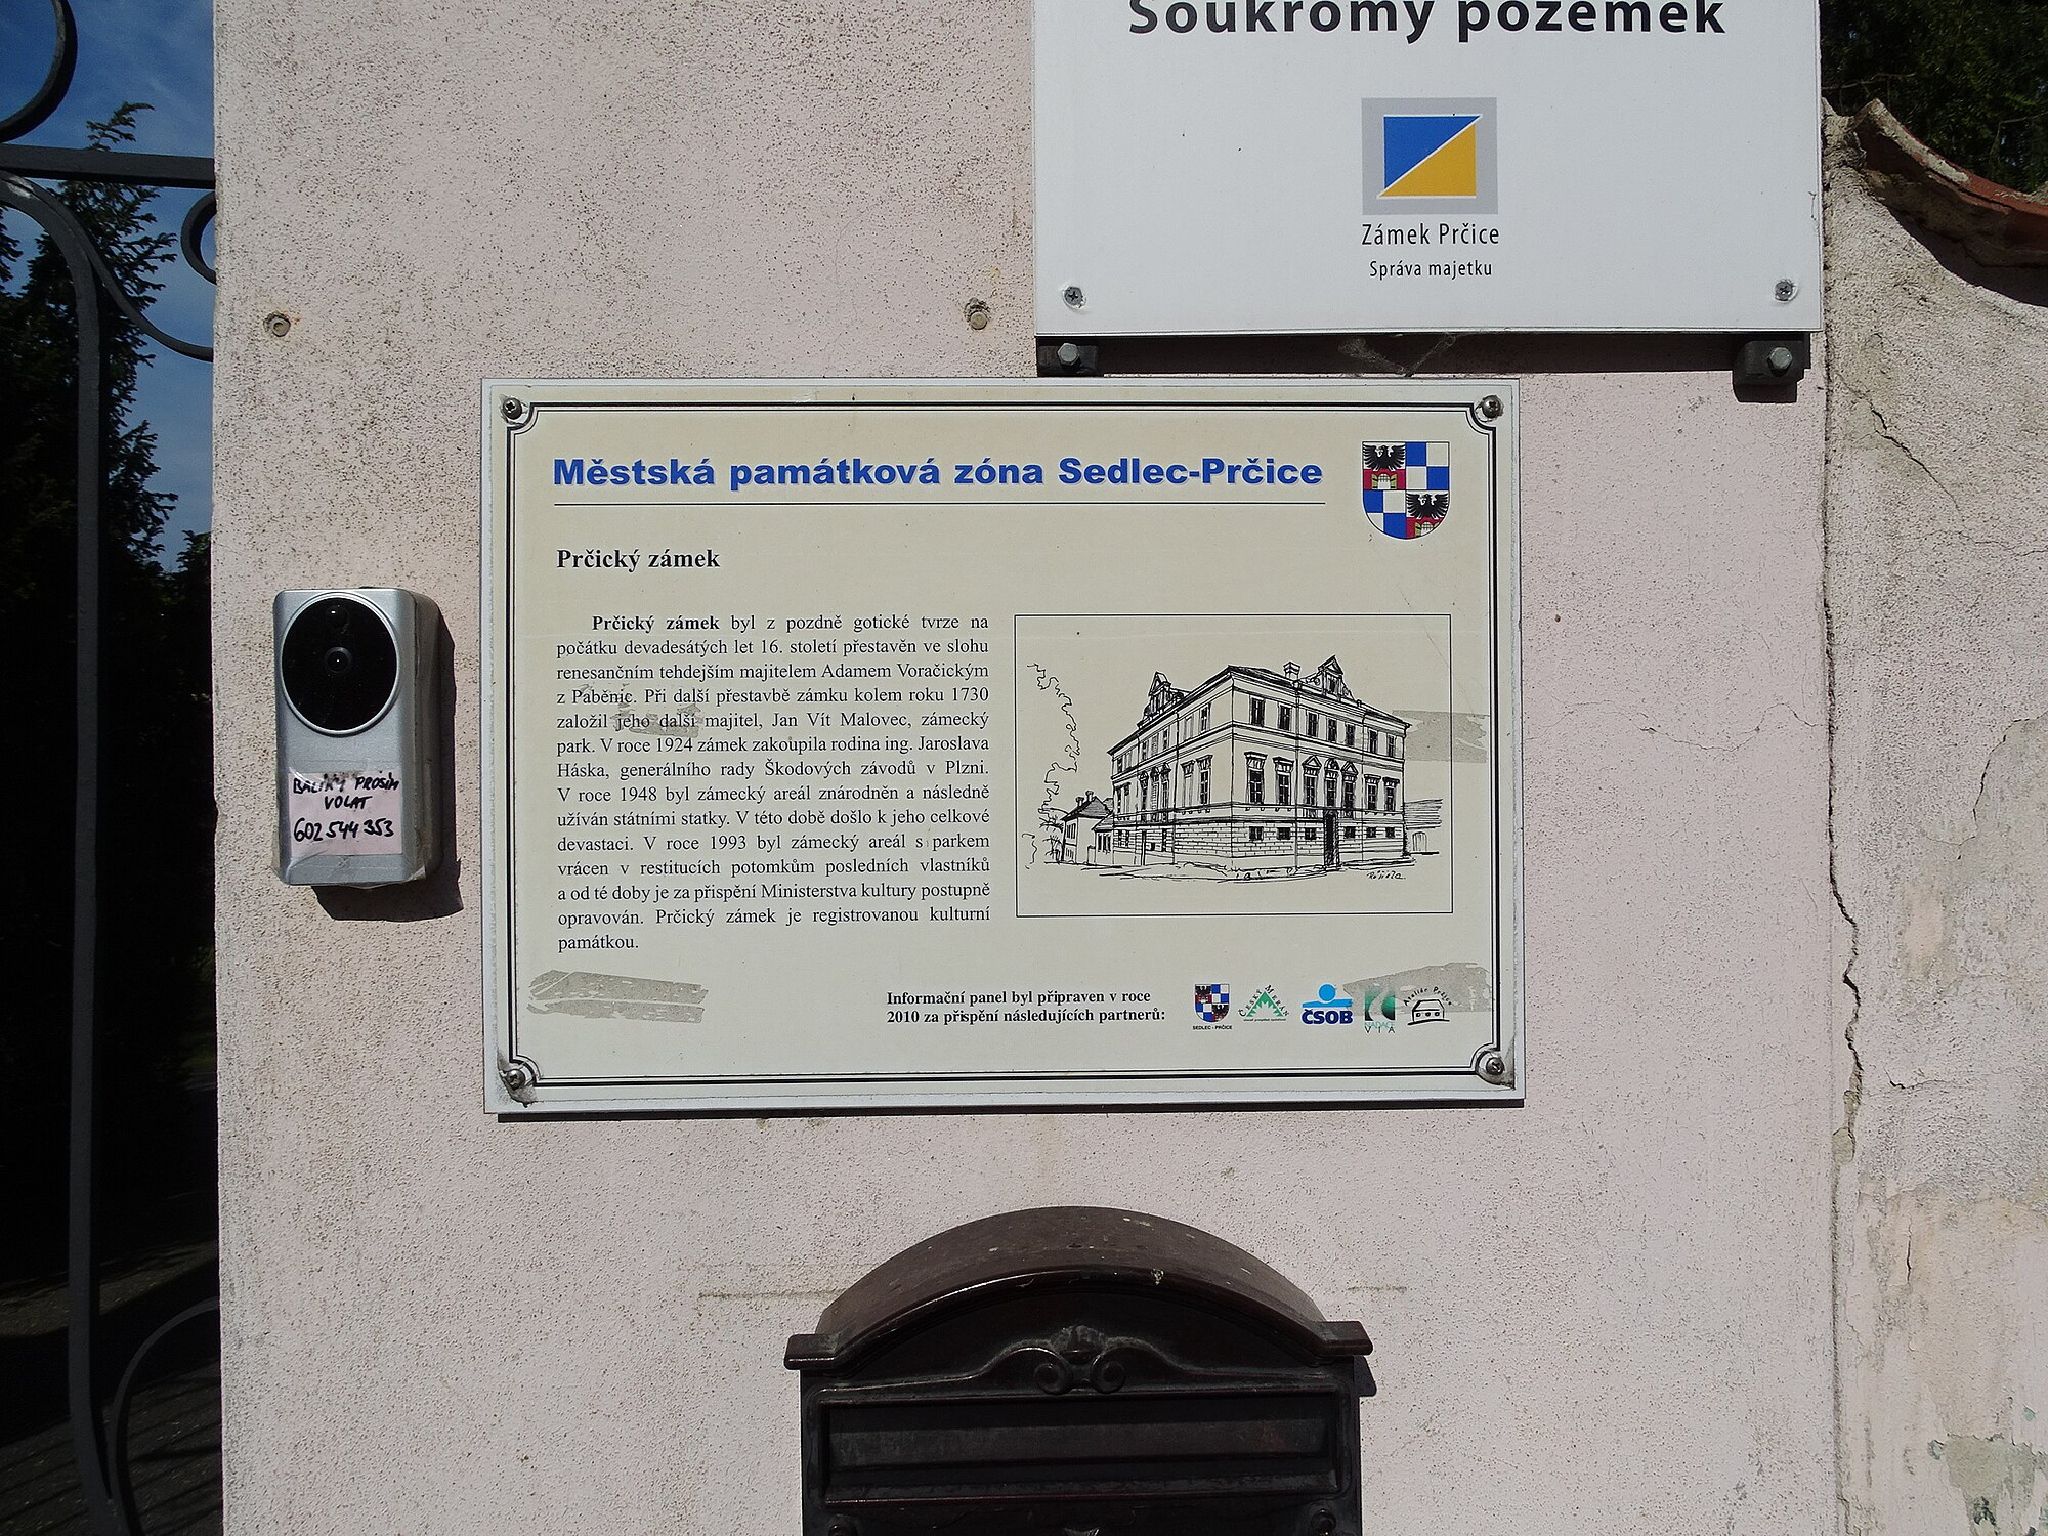 Soukromý pozemek
Zámek Prčice
Správa majetku
Městská památková zóna Sedlec-Prčice
Prčický zámek
Prčický zámek byl z pozdně gotické tvrze na
počátku devadesátých let 16. století přestavěn ve slohu
renesančním tehdejším majitelem Adamem Voračickým
z Paběnic. Při další přestavbě zámku kolem roku 1730
založil jeho další majitel, Jan Vít Malovec, zámecký
park. V roce 1924 zámek zakoupila rodina ing. Jaroslava
Háska, generálního rady Škodových závodů v Plzni.
V roce 1948 byl zámecký areál znárodněn a následně
užíván státními statky. V této době došlo k jeho celkové
devastaci. V roce 1993 byl zámecký areál s parkem
vrácen v restitucích potomkům posledních vlastníků
a od té doby je za přispění Ministerstva kultury postupně
opravován. Prčický zámek je registrovanou kulturní
památkou.
Informační panel byl připraven v roce
2010 za přispění následujících partnerů:
SEDLEC - PRČICE
ČESKÝ MERÁN
ČSOB
NADACE
VIA
BALÍKY PROSÍM
VOLAT
602 544 353